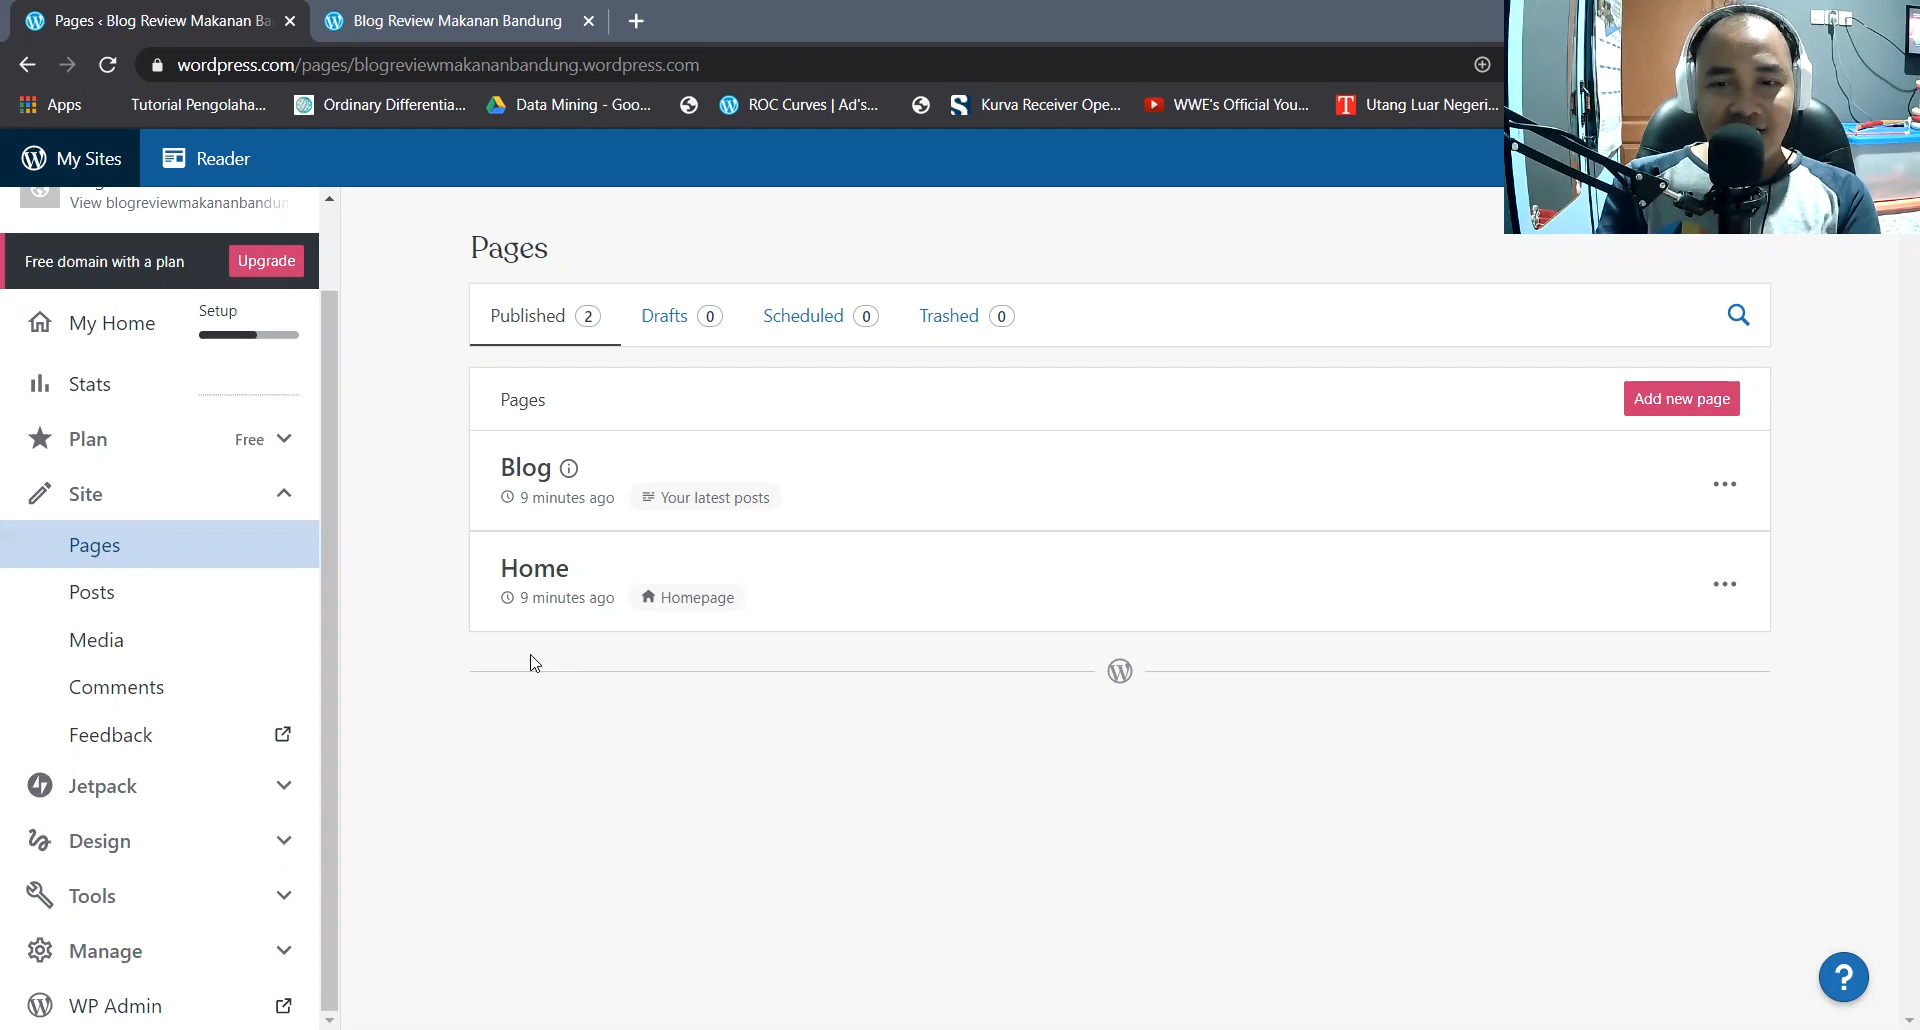 Pages ‹ Blog Review Makanan Ba
Blog Review Makanan Bandung
wordpress.com/pages/blogreviewmakananbandung.wordpress.com
Apps
Tutorial Pengolaha...
Ordinary Differentia...
Data Mining - Goo...
ROC Curves | Ad's...
S
Kurva Receiver Ope...
WWE's Official You...
T
Utang Luar Negeri...
My Sites
Reader
View blogreviewmakananbandun
Free domain with a plan
Upgrade
My Home
Setup
Stats
Plan
Free
Site
Pages
Posts
Media
Comments
Feedback
Jetpack
Design
Tools
Manage
WP Admin
Pages
Published 2
Drafts 0
Scheduled 0
Trashed 0
Pages
Add new page
Blog
9 minutes ago
Your latest posts
Home
9 minutes ago
Homepage
?